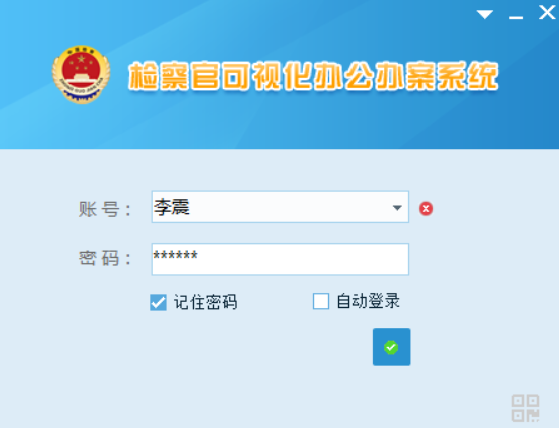 检察官可视化办公办案系统
账号：
李震
密码：
******
记住密码
自动登录